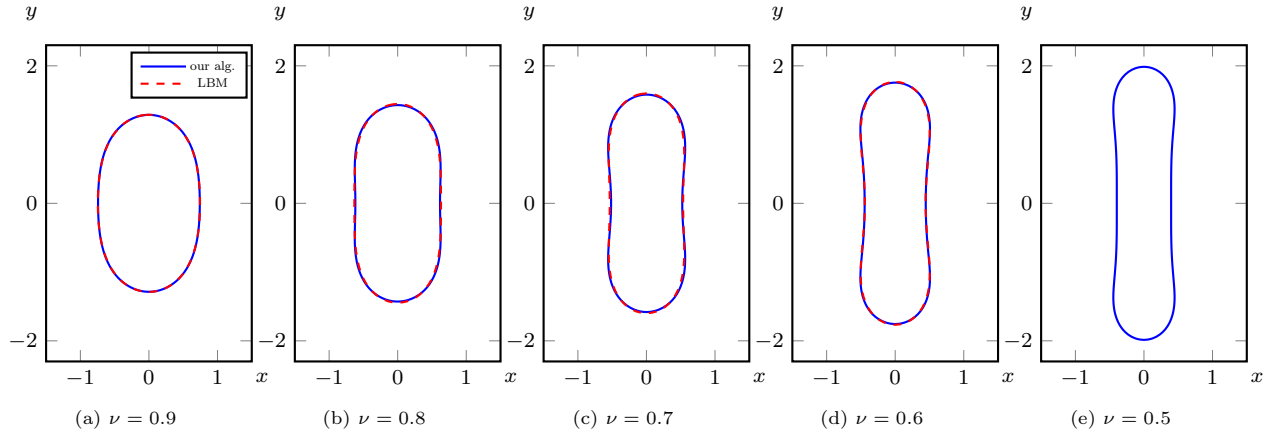 y y y y y
our alg.
LBM
2 2 2 2 2
0 0 0 0 0
−2 −2 −2 −2 −2
−1 0 1 x −1 0 1 x −1 0 1 x −1 0 1 x −1 0 1 x
(a) ν = 0.9 (b) ν = 0.8 (c) ν = 0.7 (d) ν = 0.6 (e) ν = 0.5